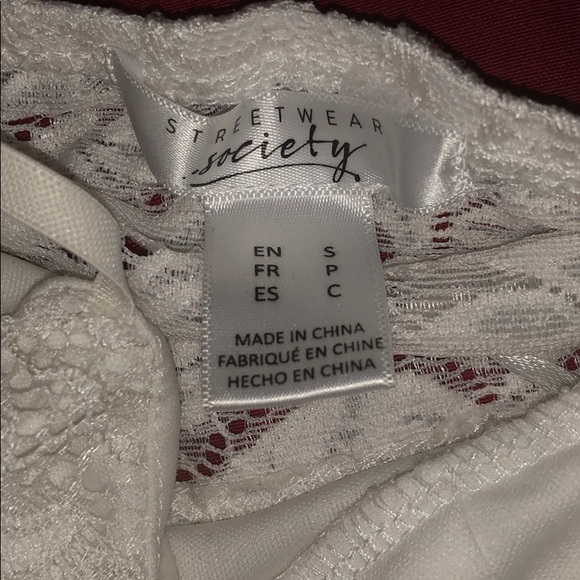 STREETWEAR
society
EN S
FR P
ES C
MADE IN CHINA
FABRIQUÉ EN CHINE
HECHO EN CHINA